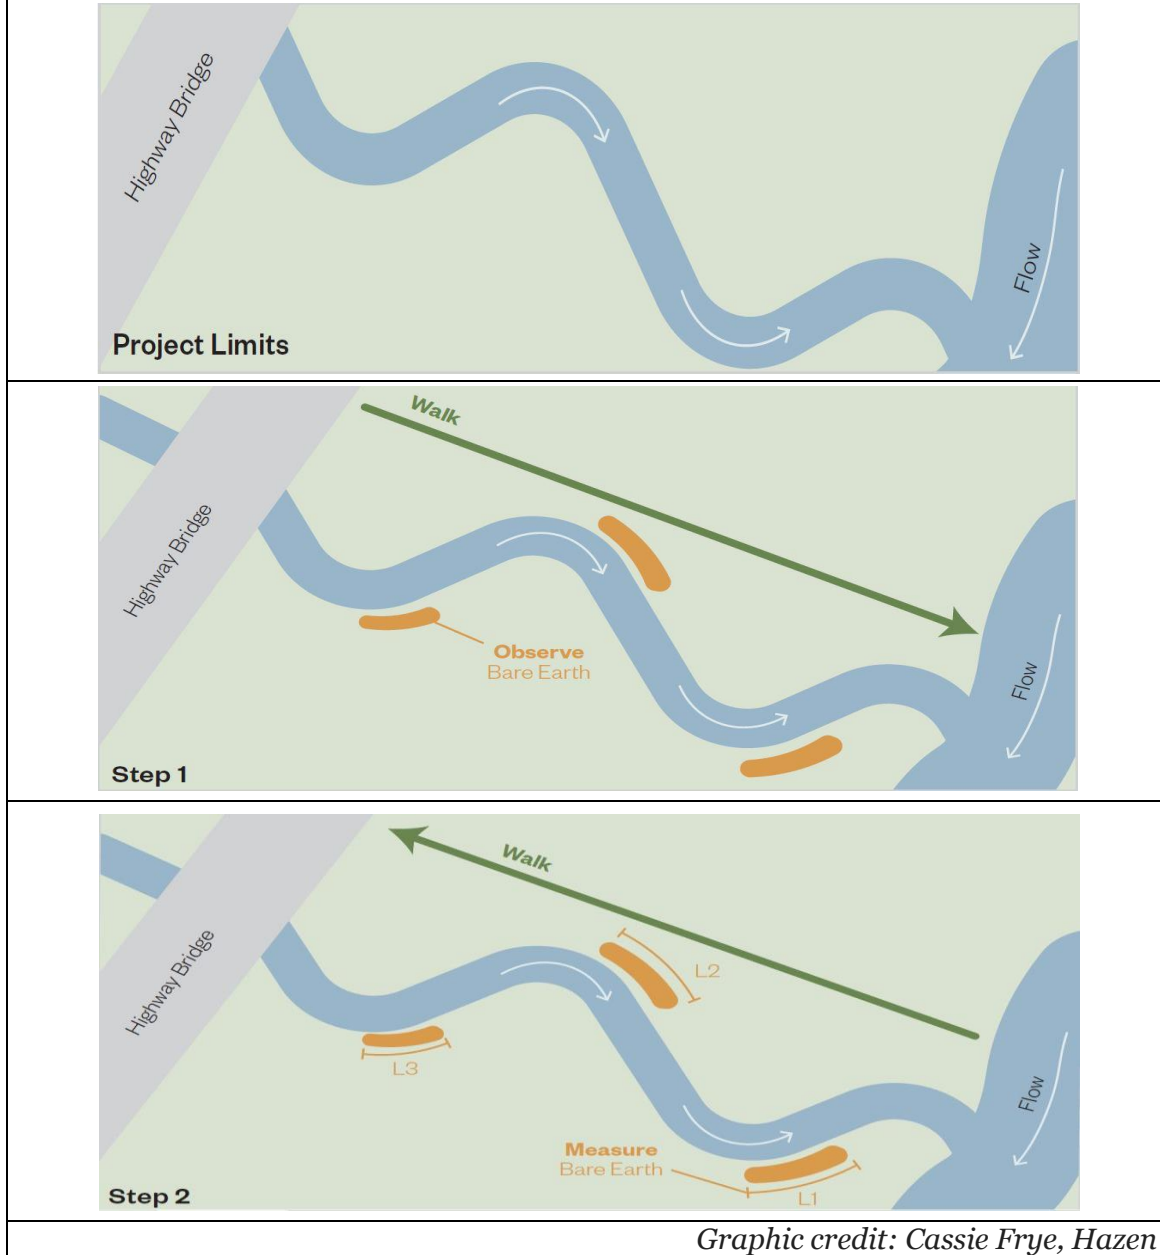 Highway Bridge
Flow
Project Limits
Walk
Highway Bridge
Observe
Bare Earth
Flow
Step 1
Walk
Highway Bridge
L2
L3
Flow
Measure
Bare Earth
L1
Step 2
Graphic credit: Cassie Frye, Hazen